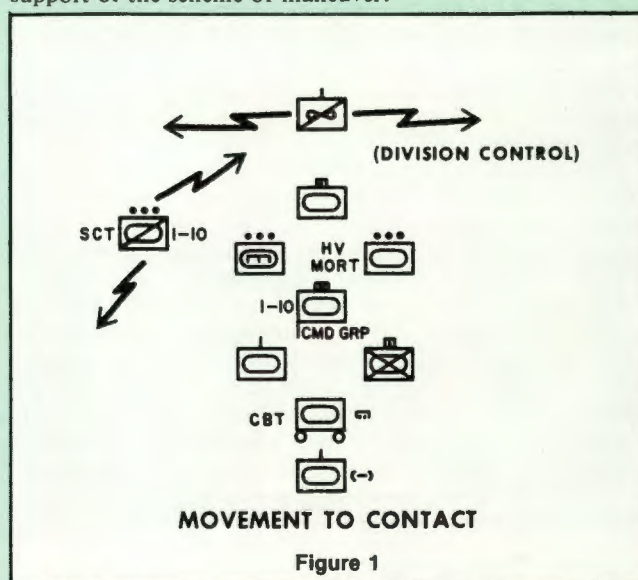 support of the scheme of maneuver.
(DIVISION CONTROL)
SCT 1-10
HV
MORT
1-10
CMD GRP
CBT
(-)
MOVEMENT TO CONTACT
Figure 1